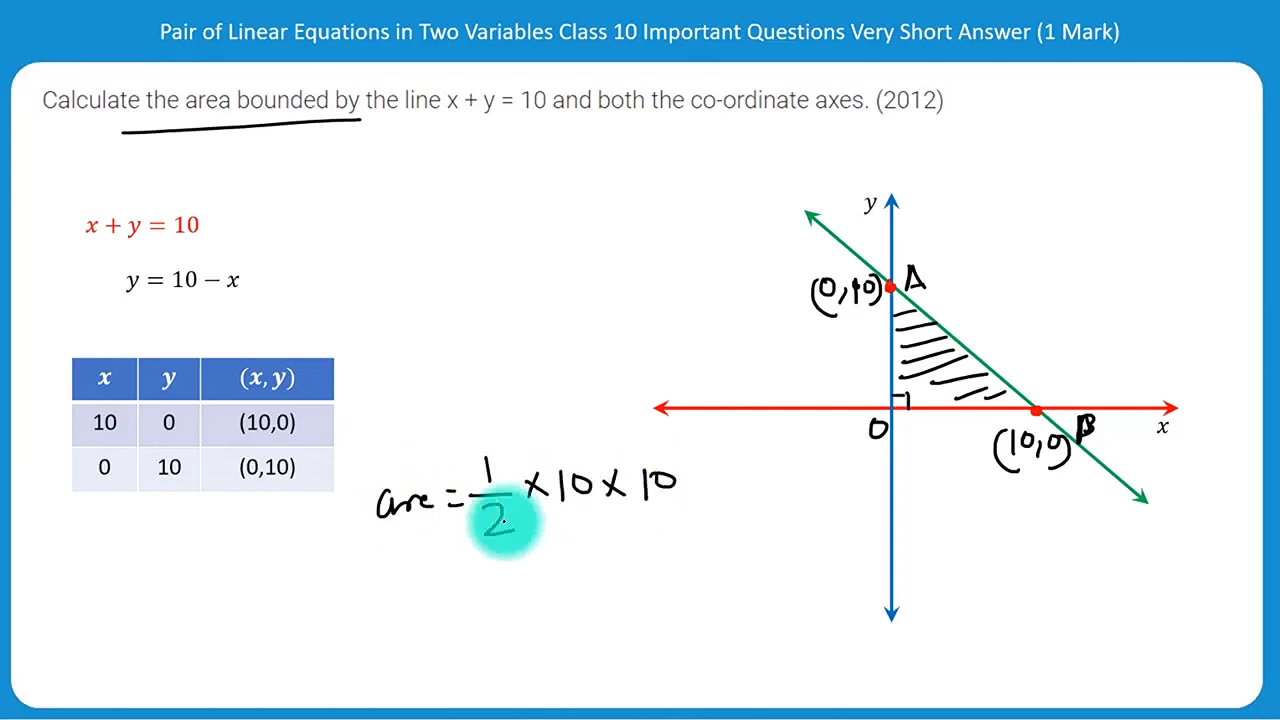 Pair of Linear Equations in Two Variables Class 10 Important Questions Very Short Answer (1 Mark)
Calculate the area bounded by the line x + y = 10 and both the co-ordinate axes. (2012)
x + y = 10
y = 10 − x
x y (x, y)
10 0 (10,0)
0 10 (0,10)
are = 1/2 × 10 × 10
y
(0,10) A
O
(10,0) B
x